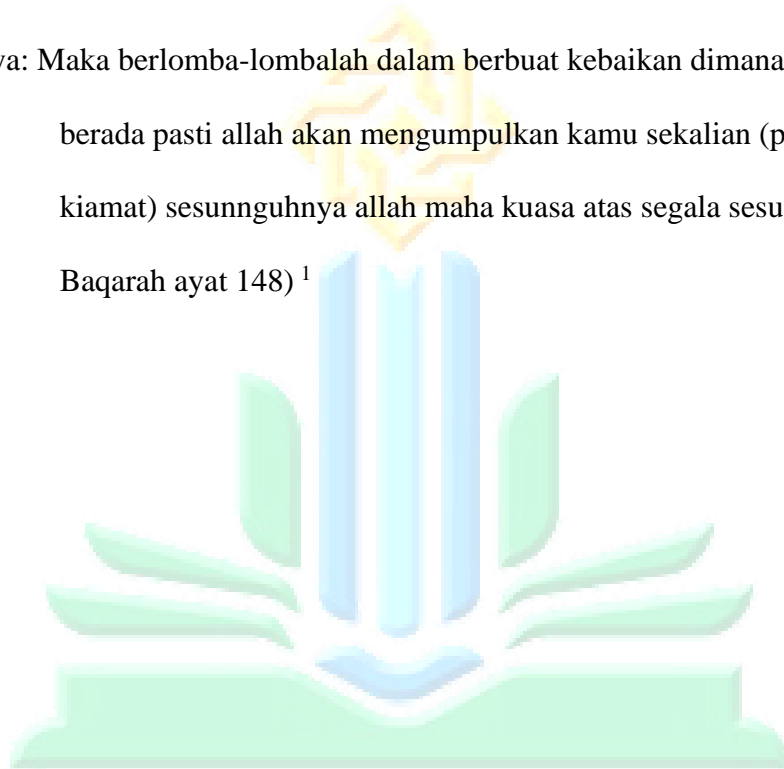 ya: Maka berlomba-lombalah dalam berbuat kebaikan dimana
berada pasti allah akan mengumpulkan kamu sekalian (p
kiamat) sesunnguhnya allah maha kuasa atas segala sesu
Baqarah ayat 148) 1